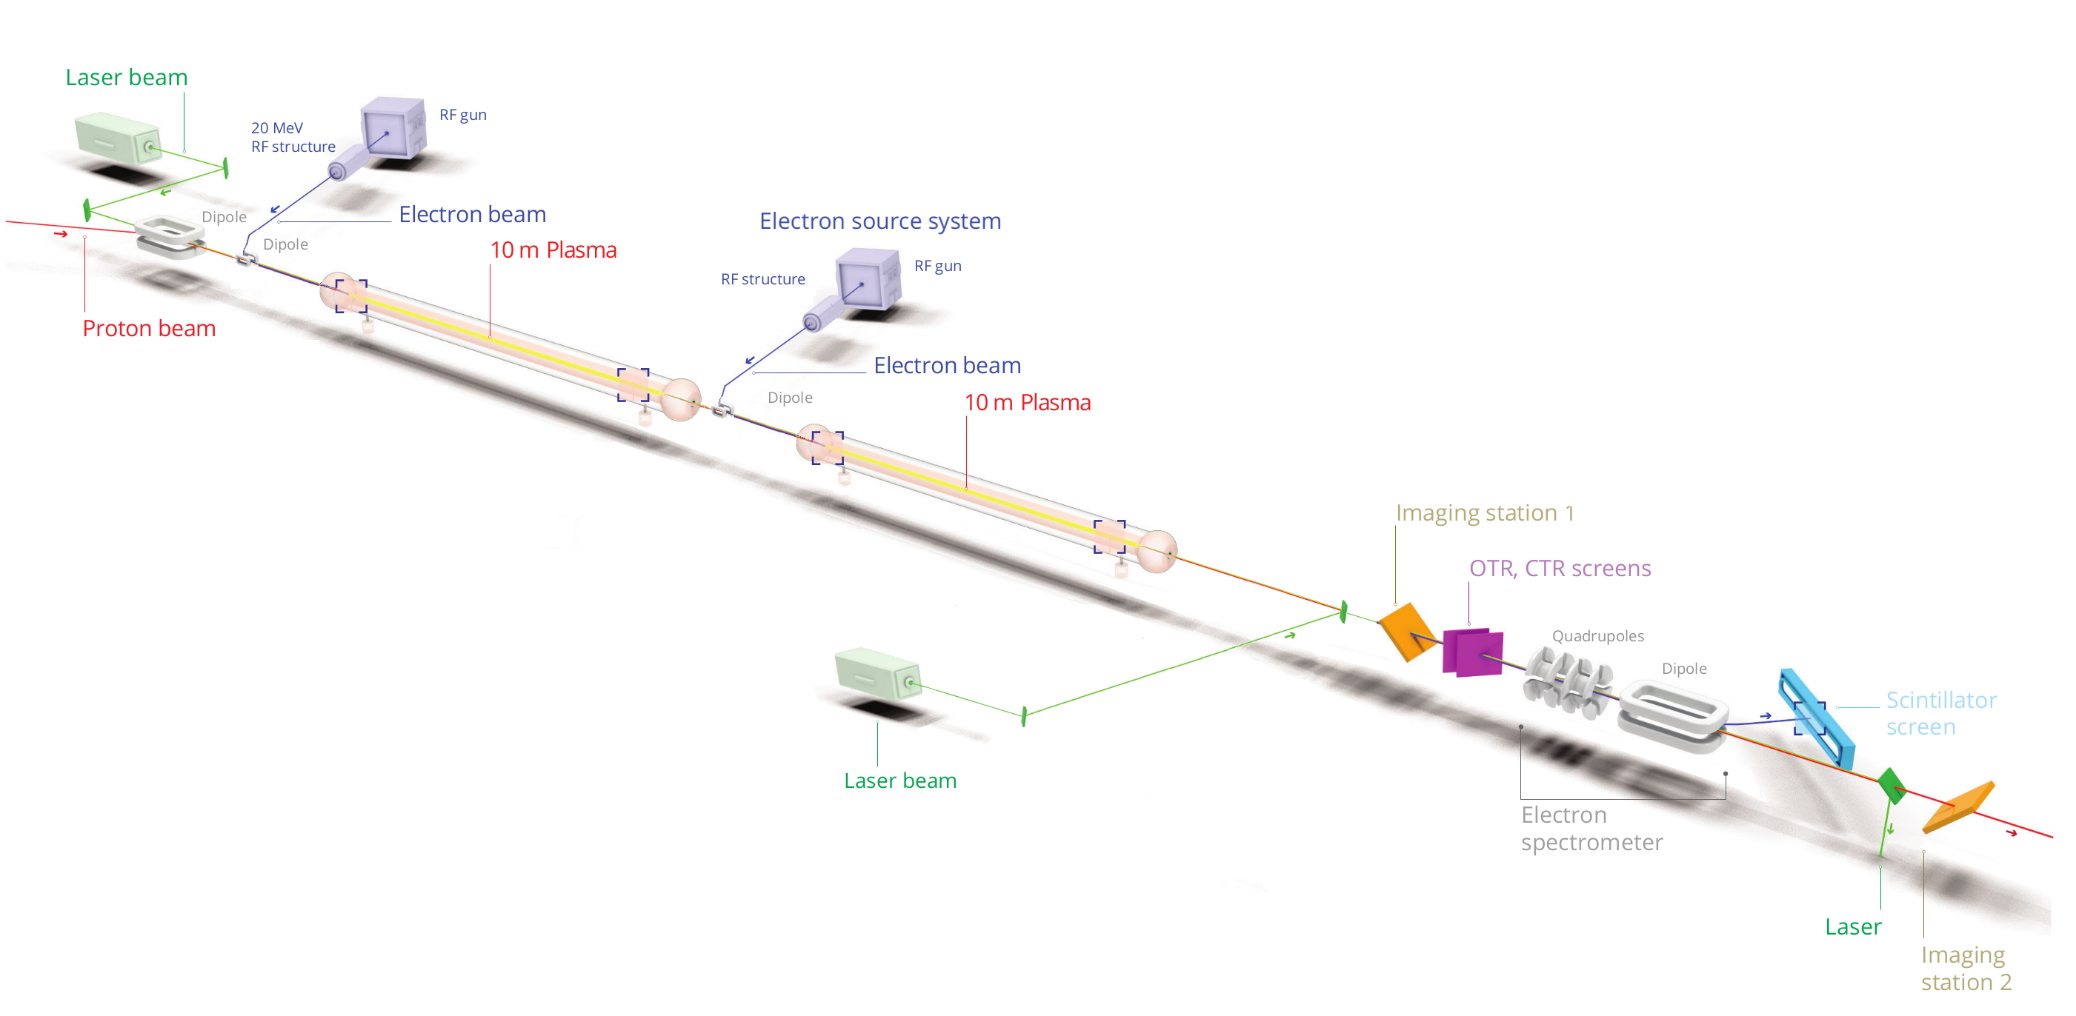 Laser beam
20 MeV
RF structure
RF gun
Dipole
Electron beam
Dipole
10 m Plasma
Proton beam
Electron source system
RF structure
RF gun
Electron beam
Dipole
10 m Plasma
Imaging station 1
OTR, CTR screens
Quadrupoles
Dipole
Scintillator
screen
Laser beam
Electron
spectrometer
Laser
Imaging
station 2